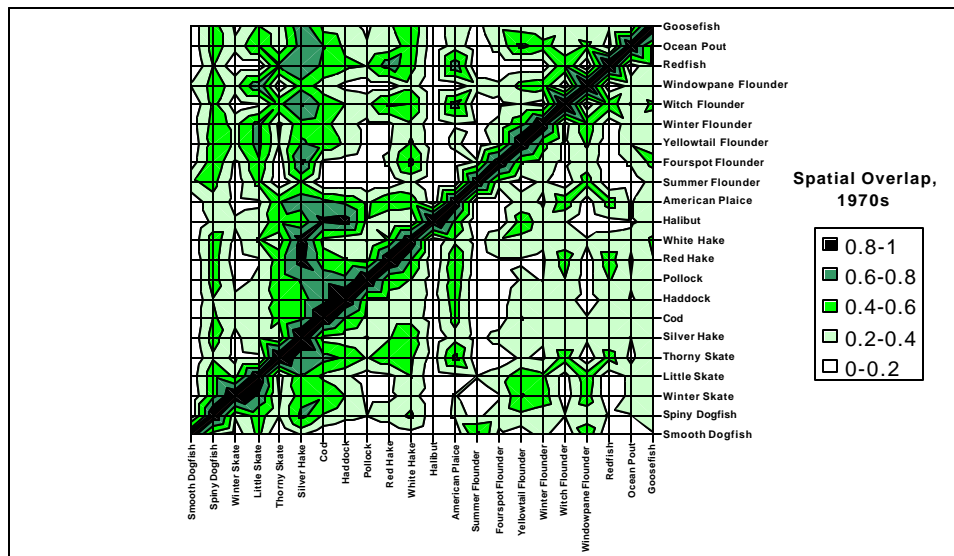 Goosefish
Ocean Pout
Redfish
Windowpane Flounder
Witch Flounder
Winter Flounder
Yellowtail Flounder
Fourspot Flounder
Summer Flounder
American Plaice
Halibut
White Hake
Red Hake
Pollock
Haddock
Cod
Silver Hake
Thorny Skate
Little Skate
Winter Skate
Spiny Dogfish
Smooth Dogfish
Spatial Overlap,
1970s
0.8-1
0.6-0.8
0.4-0.6
0.2-0.4
0-0.2
Smooth Dogfish
Spiny Dogfish
Winter Skate
Little Skate
Thorny Skate
Silver Hake
Cod
Haddock
Pollock
Red Hake
White Hake
Halibut
American Plaice
Summer Flounder
Fourspot Flounder
Yellowtail Flounder
Winter Flounder
Witch Flounder
Windowpane Flounder
Redfish
Ocean Pout
Goosefish